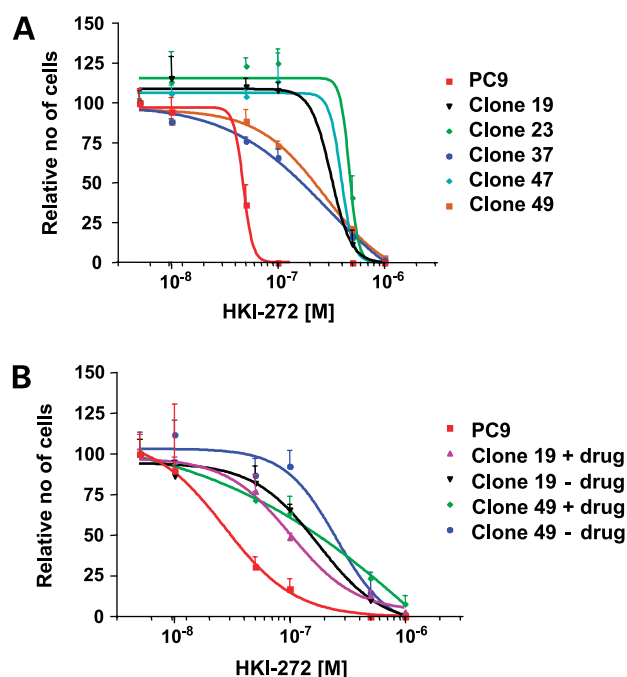 A
Relative no of cells
150
125
100
75
50
25
0
10-8
10-7
10-6
HKI-272 [M]
PC9
Clone 19
Clone 23
Clone 37
Clone 47
Clone 49
B
Relative no of cells
150
125
100
75
50
25
0
10-8
10-7
10-6
HKI-272 [M]
PC9
Clone 19 + drug
Clone 19 - drug
Clone 49 + drug
Clone 49 - drug